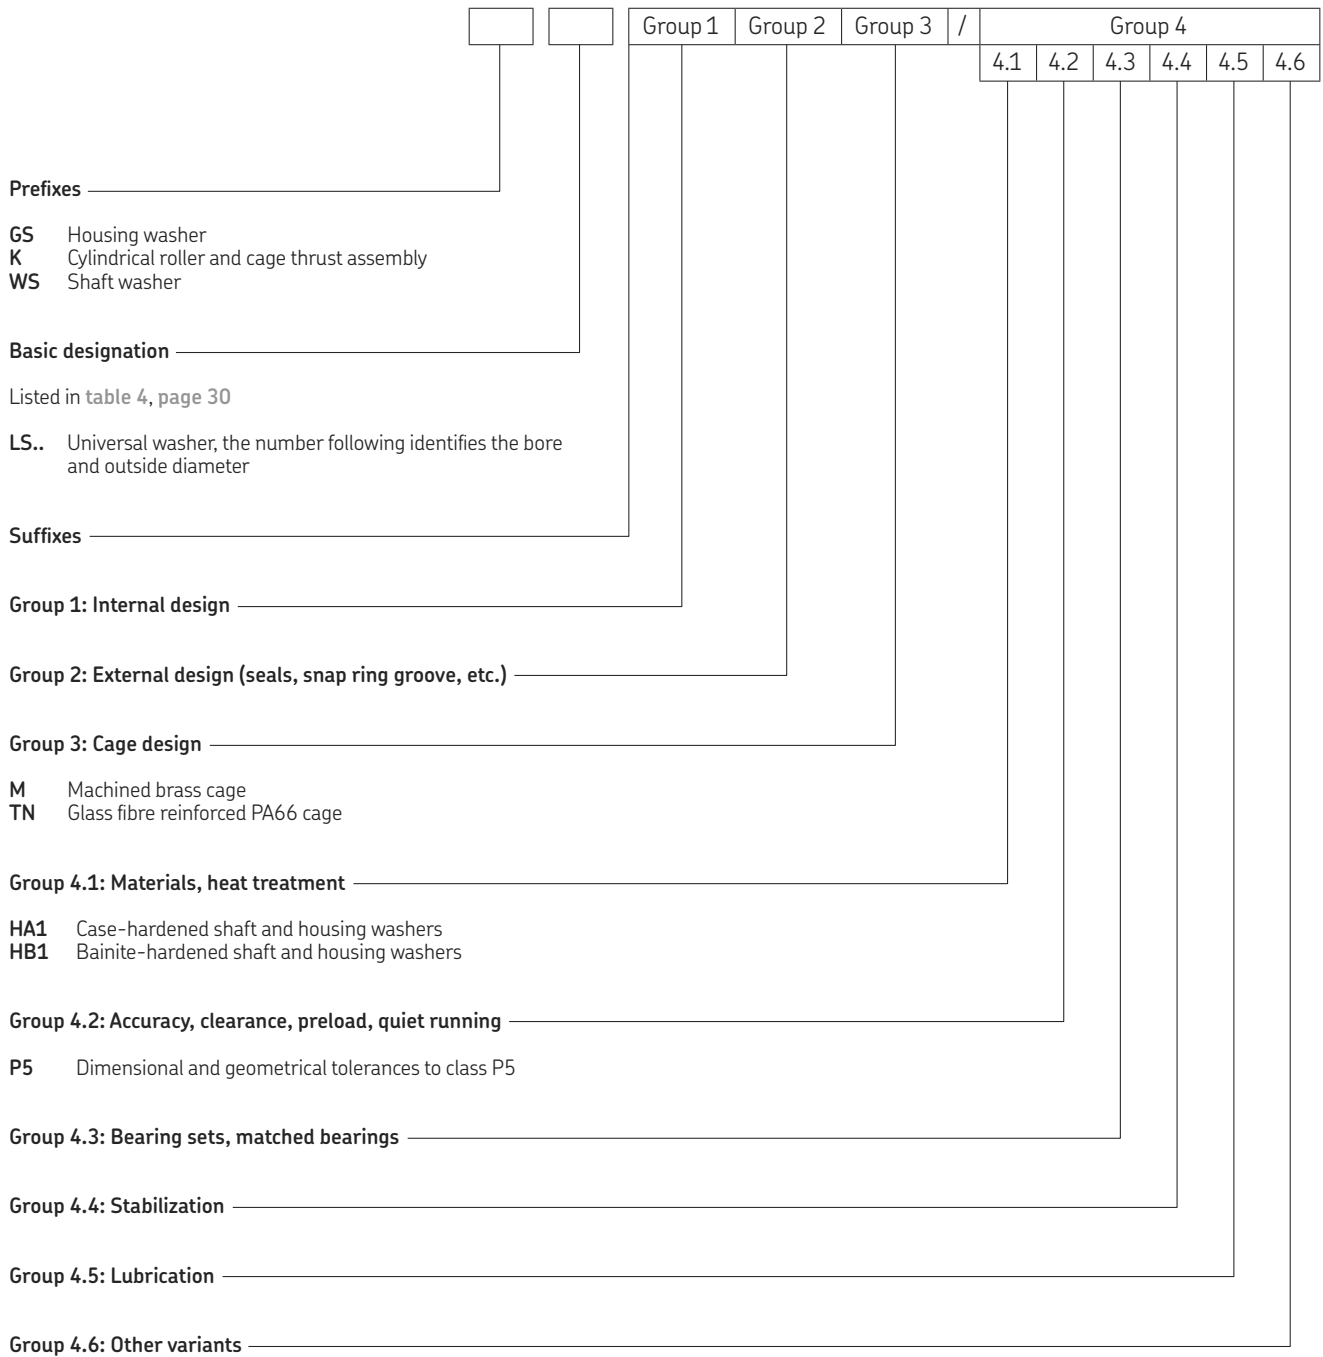 Group 1 Group 2 Group 3 / Group 4
4.1 4.2 4.3 4.4 4.5 4.6
Prefixes
GS Housing washer
K Cylindrical roller and cage thrust assembly
WS Shaft washer
Basic designation
Listed in table 4, page 30
LS.. Universal washer, the number following identifies the bore
and outside diameter
Suffixes
Group 1: Internal design
Group 2: External design (seals, snap ring groove, etc.)
Group 3: Cage design
M Machined brass cage
TN Glass fibre reinforced PA66 cage
Group 4.1: Materials, heat treatment
HA1 Case-hardened shaft and housing washers
HB1 Bainite-hardened shaft and housing washers
Group 4.2: Accuracy, clearance, preload, quiet running
P5 Dimensional and geometrical tolerances to class P5
Group 4.3: Bearing sets, matched bearings
Group 4.4: Stabilization
Group 4.5: Lubrication
Group 4.6: Other variants